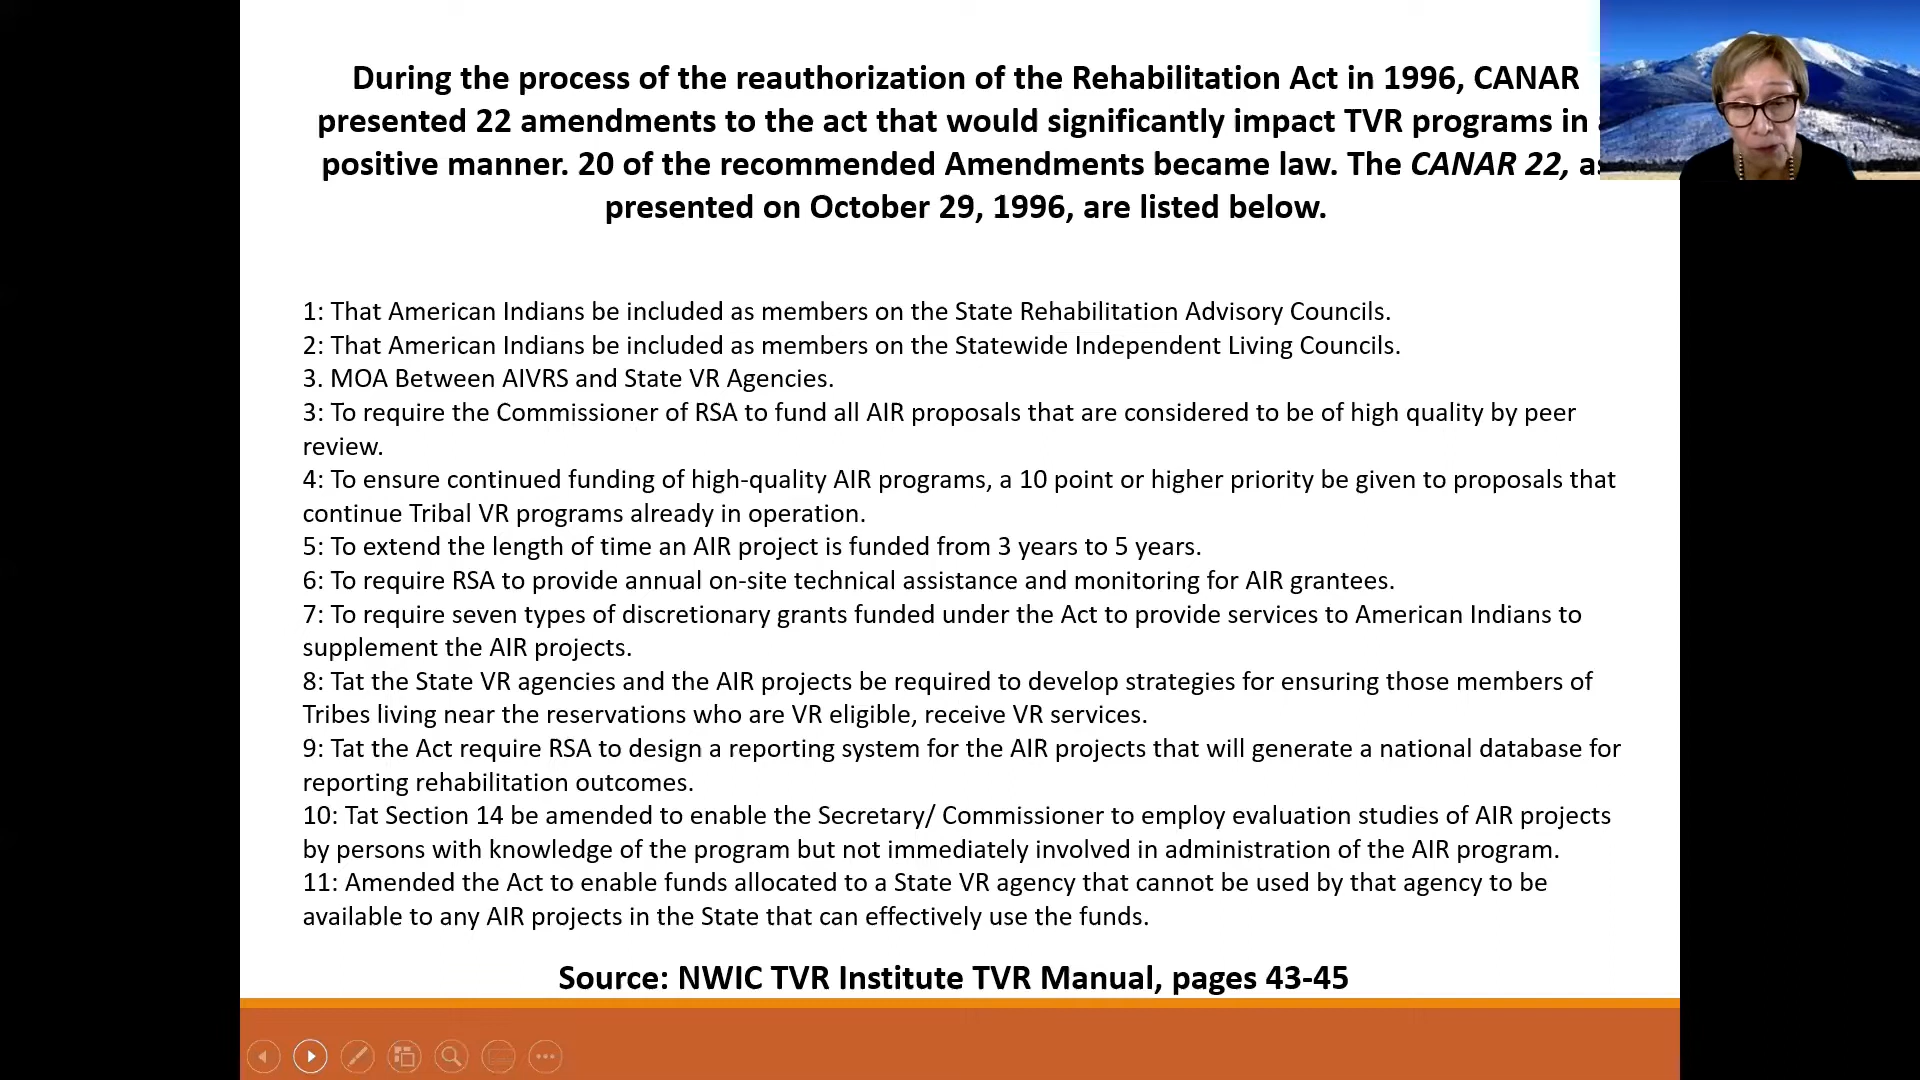 During the process of the reauthorization of the Rehabilitation Act in 1996, CANAR
presented 22 amendments to the act that would significantly impact TVR programs in
positive manner. 20 of the recommended Amendments became law. The CANAR 22, as
presented on October 29, 1996, are listed below.
1: That American Indians be included as members on the State Rehabilitation Advisory Councils.
2: That American Indians be included as members on the Statewide Independent Living Councils.
3. MOA Between AIVRS and State VR Agencies.
3: To require the Commissioner of RSA to fund all AIR proposals that are considered to be of high quality by peer
review.
4: To ensure continued funding of high-quality AIR programs, a 10 point or higher priority be given to proposals that
continue Tribal VR programs already in operation.
5: To extend the length of time an AIR project is funded from 3 years to 5 years.
6: To require RSA to provide annual on-site technical assistance and monitoring for AIR grantees.
7: To require seven types of discretionary grants funded under the Act to provide services to American Indians to
supplement the AIR projects.
8: Tat the State VR agencies and the AIR projects be required to develop strategies for ensuring those members of
Tribes living near the reservations who are VR eligible, receive VR services.
9: Tat the Act require RSA to design a reporting system for the AIR projects that will generate a national database for
reporting rehabilitation outcomes.
10: Tat Section 14 be amended to enable the Secretary/ Commissioner to employ evaluation studies of AIR projects
by persons with knowledge of the program but not immediately involved in administration of the AIR program.
11: Amended the Act to enable funds allocated to a State VR agency that cannot be used by that agency to be
available to any AIR projects in the State that can effectively use the funds.
Source: NWIC TVR Institute TVR Manual, pages 43-45